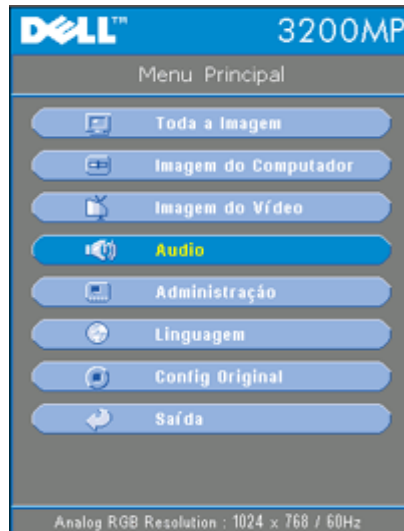 DELL™ 3200MP
Menu Principal
Toda a Imagem
Imagem do Computador
Imagem do Vídeo
Audio
Administração
Linguagem
Config Original
Saída
Analog RGB Resolution : 1024 x 768 / 60Hz